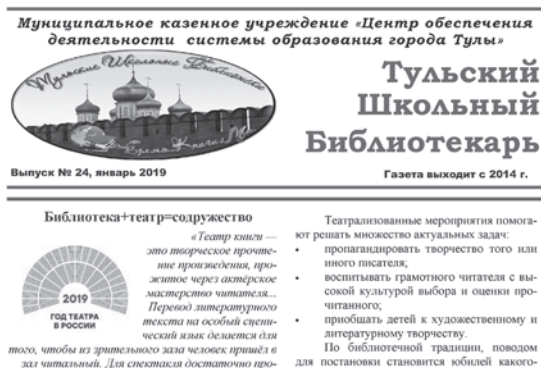 Муниципальное казенное учреждение «Центр обеспечения
деятельности системы образования города Тулы»
Тульские Школьные Библиотекари
Тульский
Школьный
Библиотекарь
Выпуск № 24, январь 2019
Газета выходит с 2014 г.
Библиотека+театр=содружество
«Театр книги —
это творческое прочте-
ние произведения, про-
житое через актёрское
мастерство читателя...
Перевод литературного
текста на особый сцени-
ческий язык делается для
того, чтобы из зрительного зала человек пришёл в
зал читальный. Для спектакля достаточно про-
2019
ГОД ТЕАТРА
В РОССИИ
Театрализованные мероприятия помога-
ют решать множество актуальных задач:
• пропагандировать творчество того или
иного писателя;
• воспитывать грамотного читателя с вы-
сокой культурой выбора и оценки про-
читанного;
• приобщать детей к художественному и
литературному творчеству.
По библиотечной традиции, поводом
для постановки становится юбилей какого-